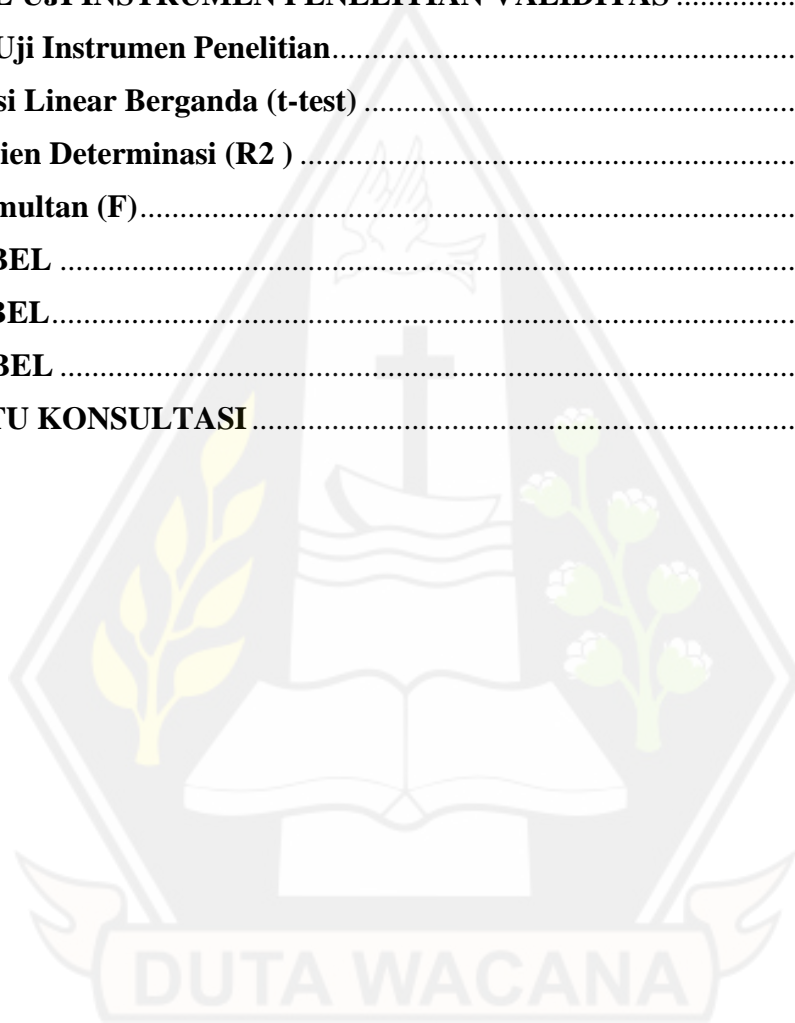 UJI INSTRUMEN PENELITIAN VALIDITAS ................
Uji Instrumen Penelitian................................................................
si Linear Berganda (t-test) ................................................................
ien Determinasi (R2 ) ................................................................
multan (F)................................................................
BEL ................................................................
BEL................................................................
BEL ................................................................
TU KONSULTASI ................................................................
DUTA WACANA